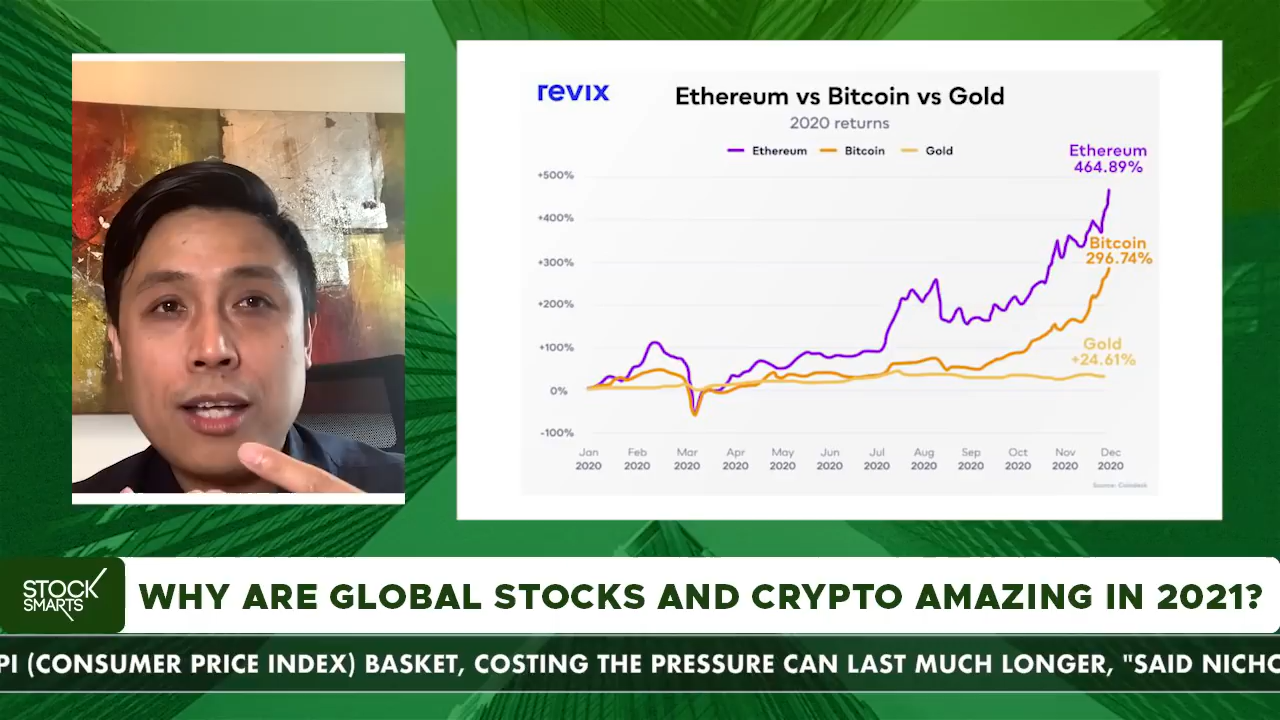 revix
Ethereum vs Bitcoin vs Gold
2020 returns
Ethereum Bitcoin Gold
Ethereum
464.89%
+500%
+400%
Bitcoin
296.74%
+300%
+200%
Gold
+24.61%
+100%
0%
-100%
Jan Feb Mar Apr May Jun Jul Aug Sep Oct Nov Dec
2020 2020 2020 2020 2020 2020 2020 2020 2020 2020 2020 2020
Source: Coindesk
STOCK
SMARTS
WHY ARE GLOBAL STOCKS AND CRYPTO AMAZING IN 2021?
PI (CONSUMER PRICE INDEX) BASKET, COSTING THE PRESSURE CAN LAST MUCH LONGER, "SAID NICHO